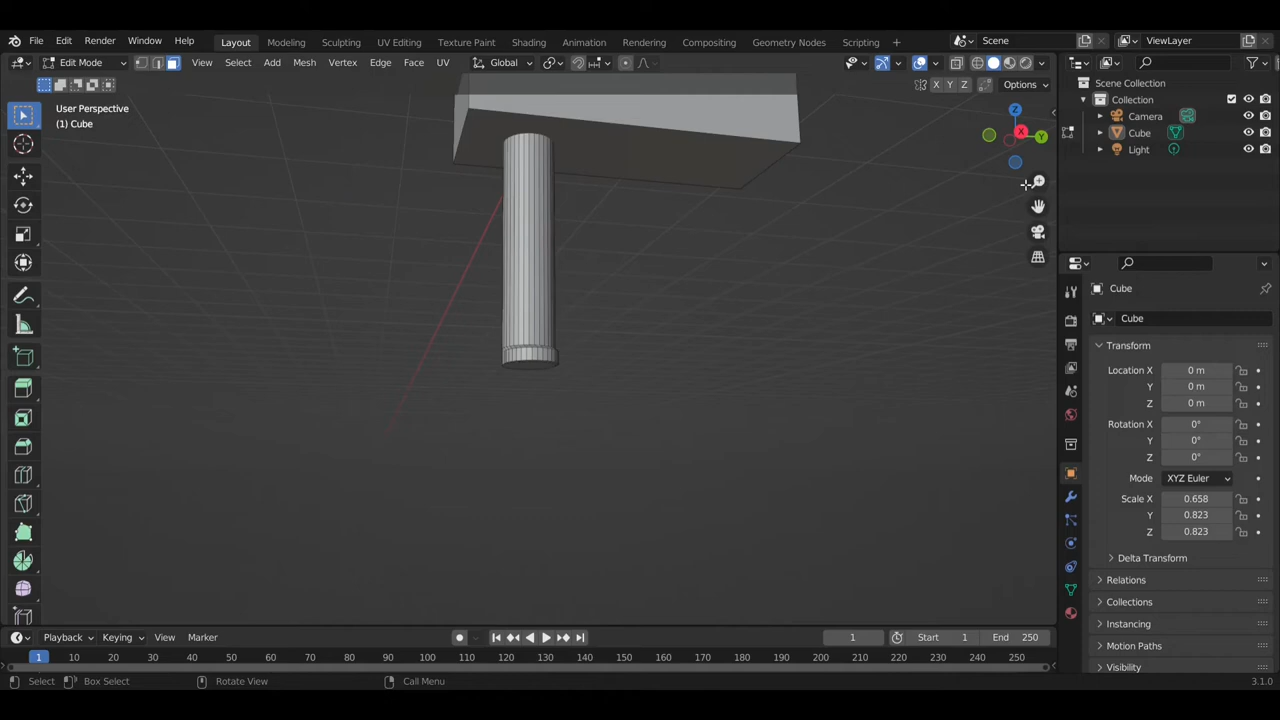 File Edit Render Window Help Layout Modeling Sculpting UV Editing Texture Paint Shading Animation Rendering Compositing Geometry Nodes Scripting + Scene ViewLayer
Edit Mode View Select Add Mesh Vertex Edge Face UV Global
X Y Z Options
Scene Collection
Collection
Camera
Cube
Light
User Perspective
(1) Cube
Z
X
Y
Cube
Cube
Transform
Location X 0 m
Y 0 m
Z 0 m
Rotation X 0°
Y 0°
Z 0°
Mode XYZ Euler
Scale X 0.658
Y 0.823
Z 0.823
Delta Transform
Relations
Collections
Instancing
Motion Paths
Visibility
Playback Keying View Marker 1 Start 1 End 250
1 10 20 30 40 50 60 70 80 90 100 110 120 130 140 150 160 170 180 190 200 210 220 230 240 250
Select Box Select Rotate View Call Menu 3.1.0